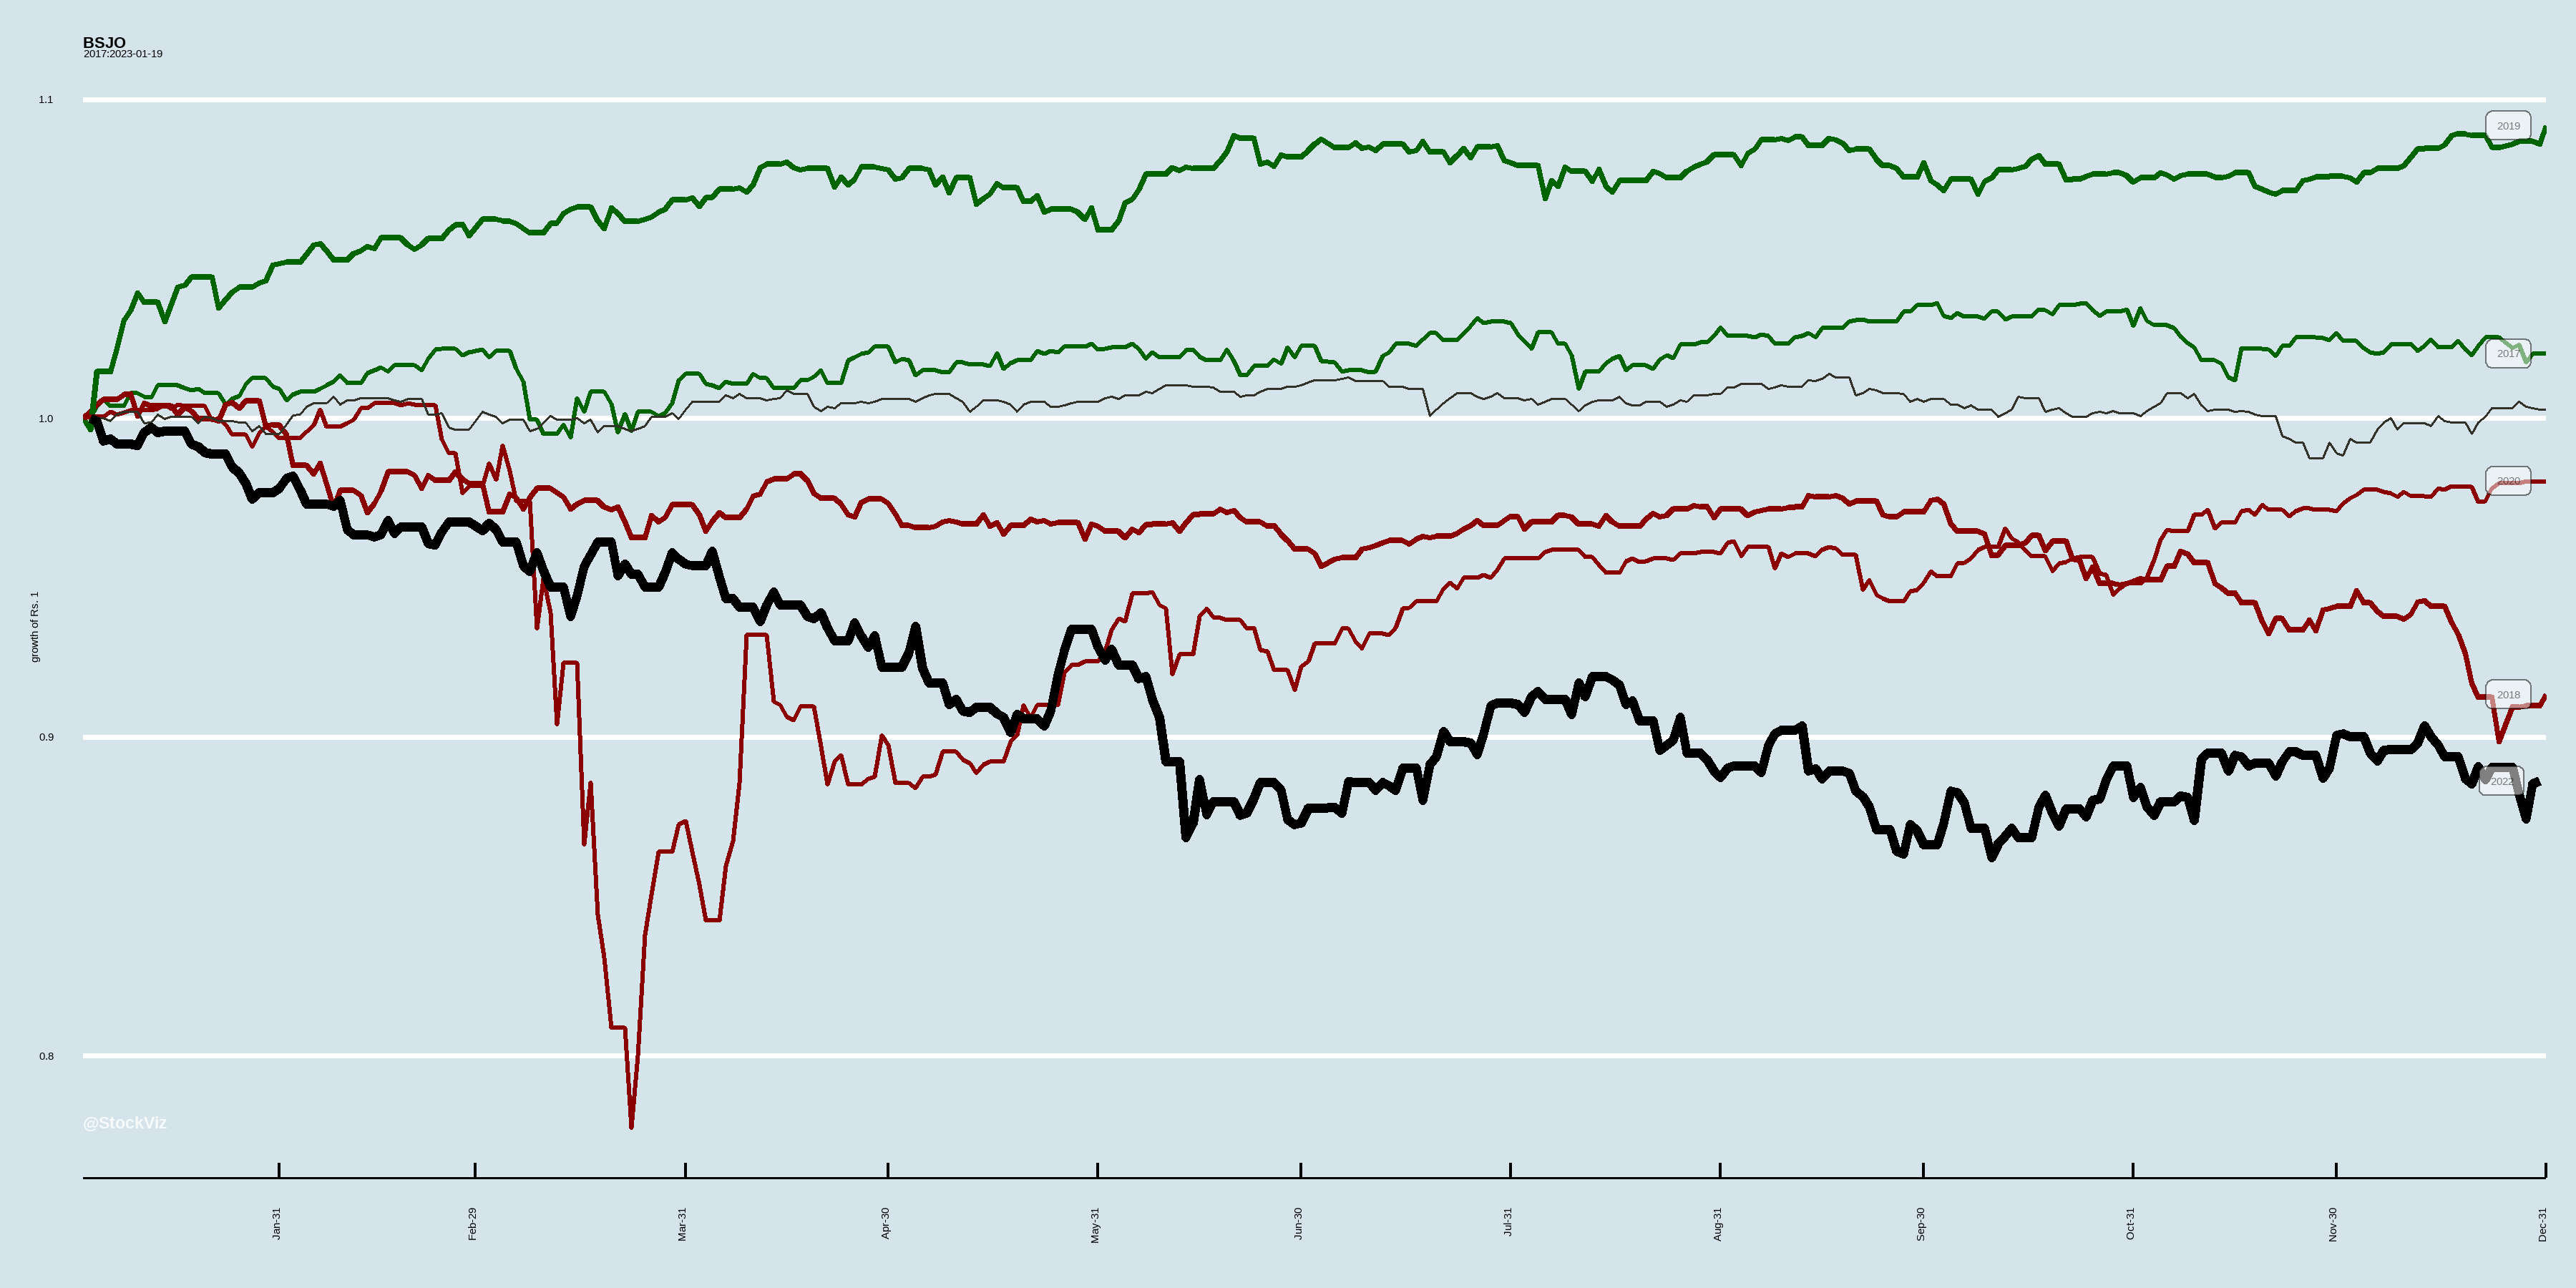 BSJO
2017:2023-01-19
1.1
1.0
0.9
0.8
growth of Rs. 1
2019
2017
2020
2018
2022
@StockViz
Jan-31
Feb-29
Mar-31
Apr-30
May-31
Jun-30
Jul-31
Aug-31
Sep-30
Oct-31
Nov-30
Dec-31